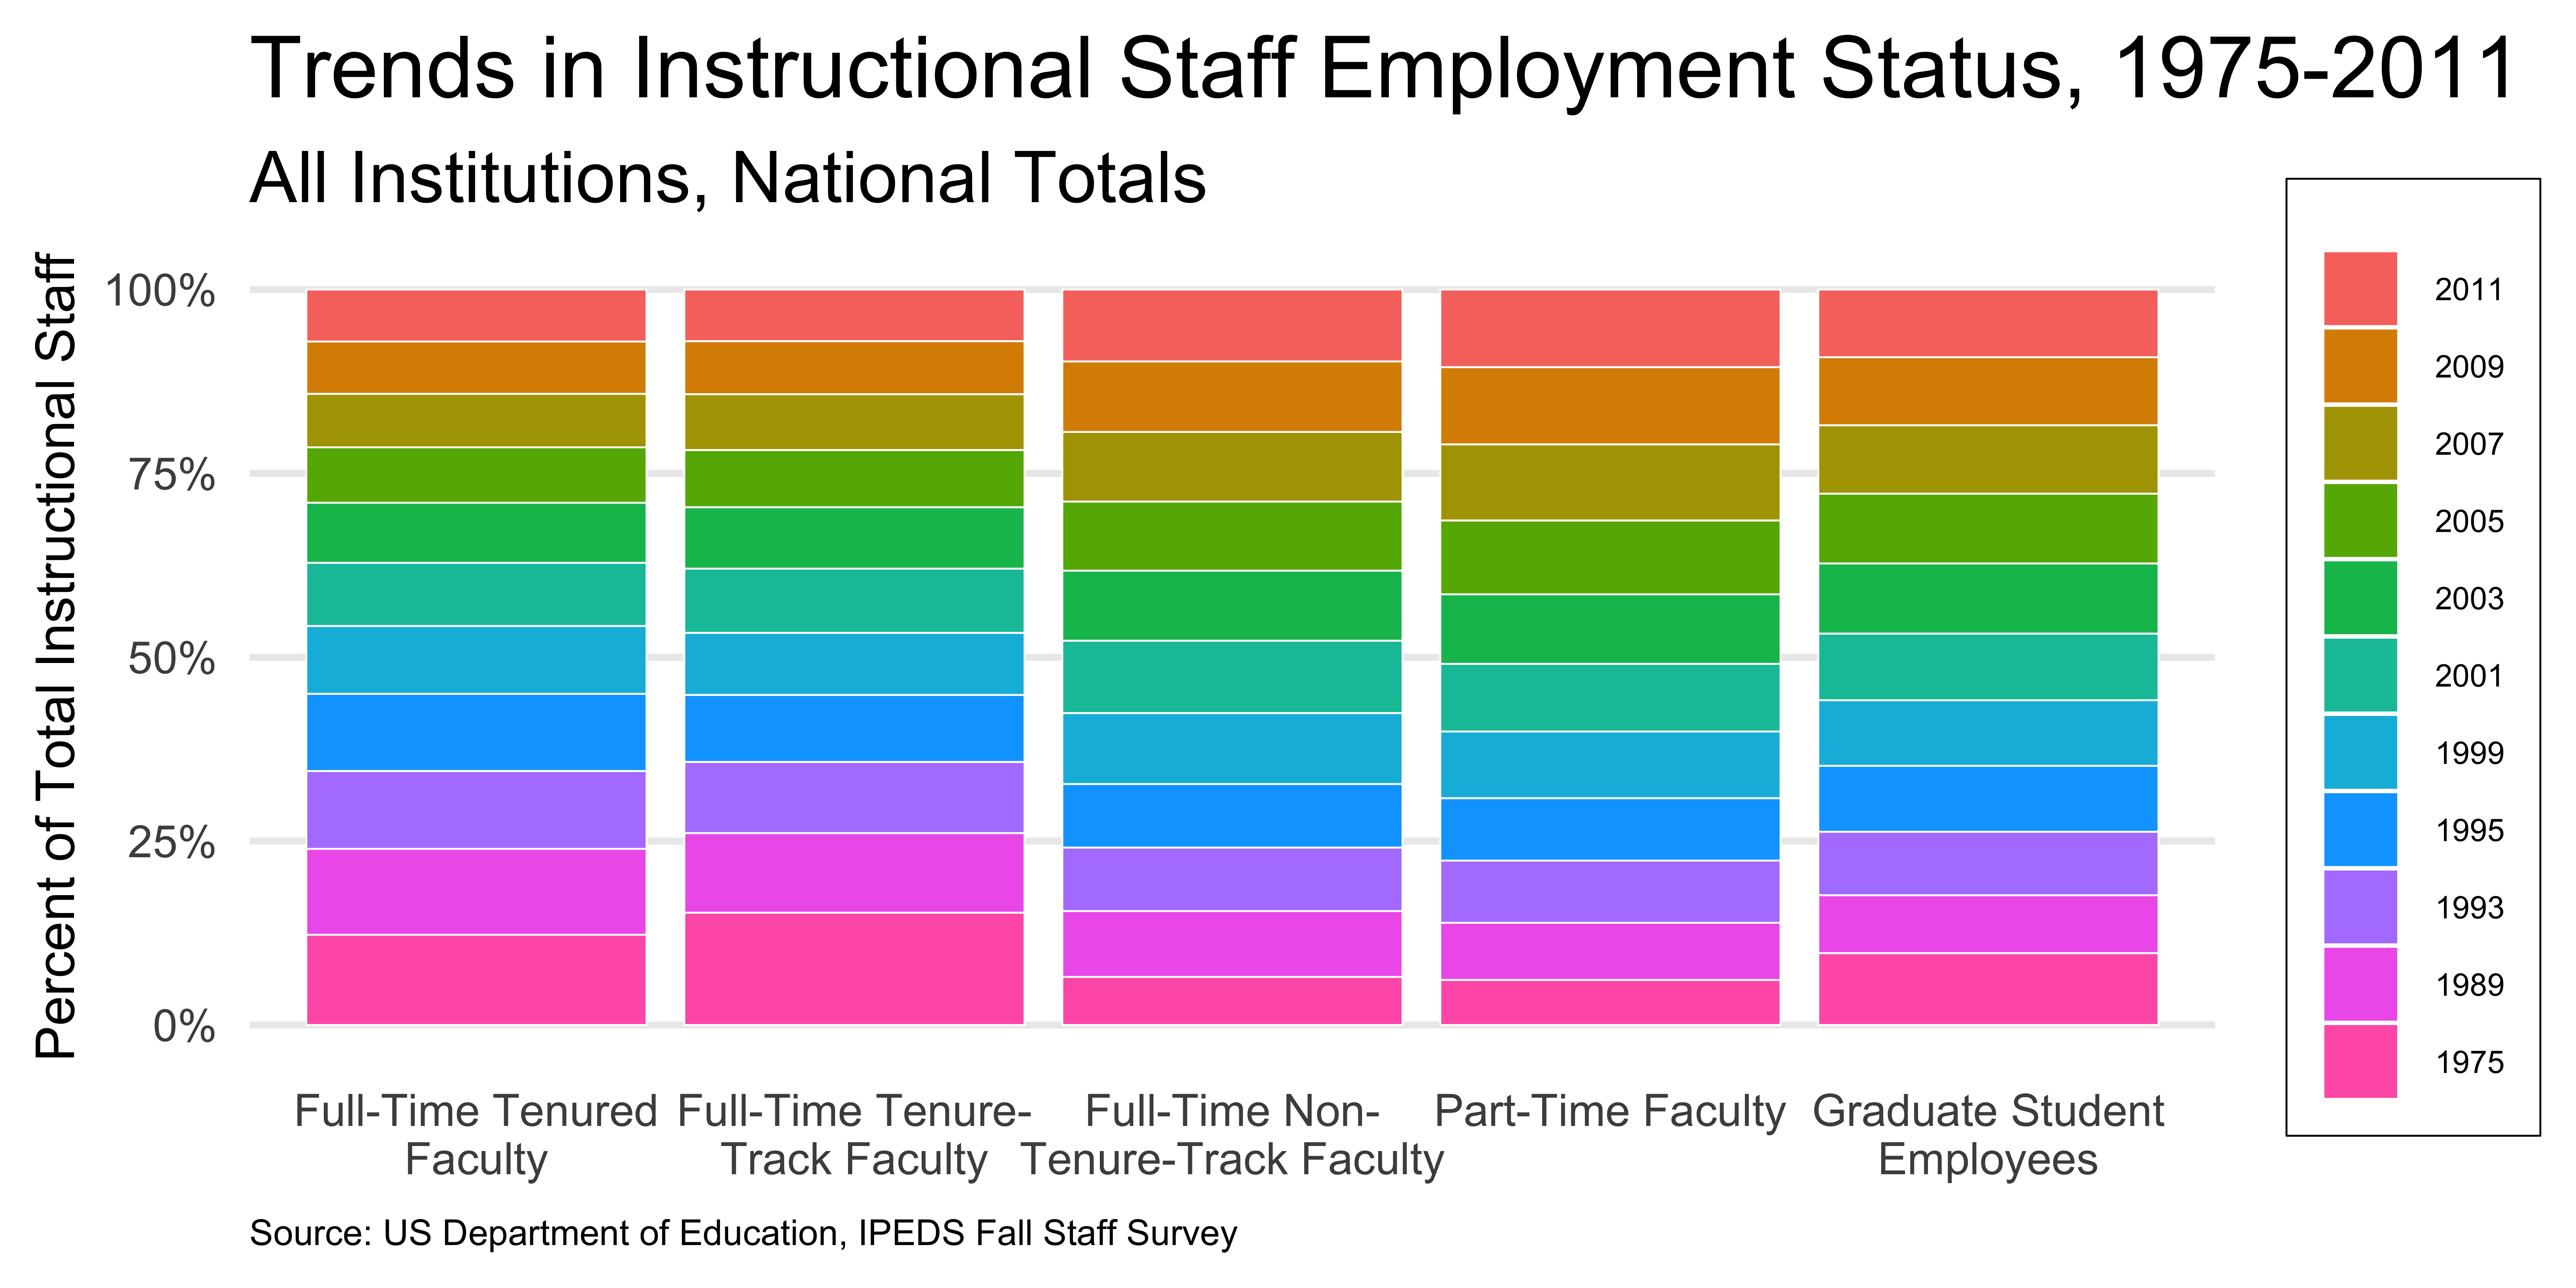 Trends in Instructional Staff Employment Status, 1975-2011
All Institutions, National Totals
Percent of Total Instructional Staff
100%
75%
50%
25%
0%
Full-Time Tenured
Faculty
Full-Time Tenure-
Track Faculty
Full-Time Non-
Tenure-Track Faculty
Part-Time Faculty
Graduate Student
Employees
2011
2009
2007
2005
2003
2001
1999
1995
1993
1989
1975
Source: US Department of Education, IPEDS Fall Staff Survey